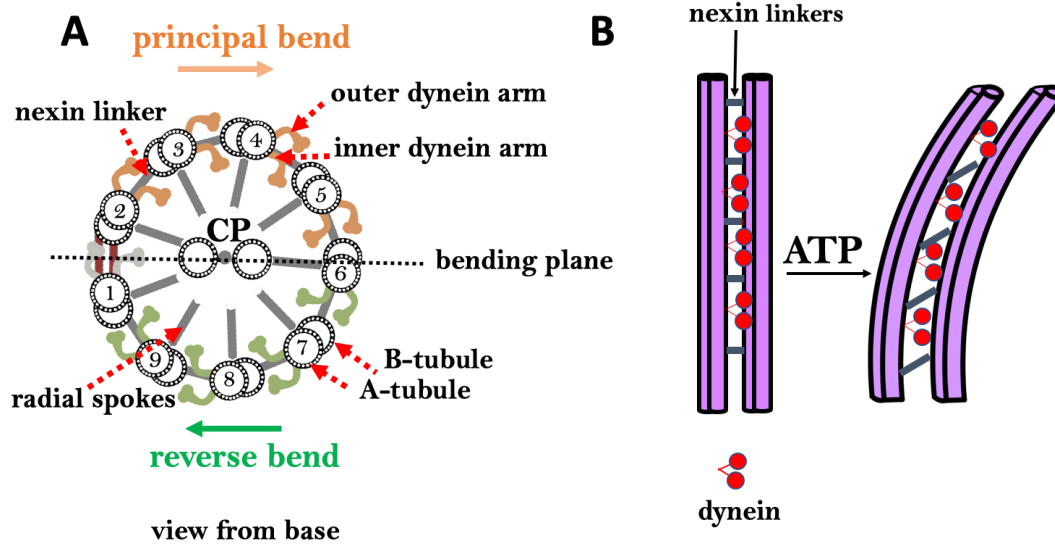 A
principal bend
nexin linker
outer dynein arm
inner dynein arm
3
4
2
5
CP
bending plane
1
6
9
8
7
B-tubule
A-tubule
radial spokes
reverse bend
view from base
B
nexin linkers
ATP
dynein